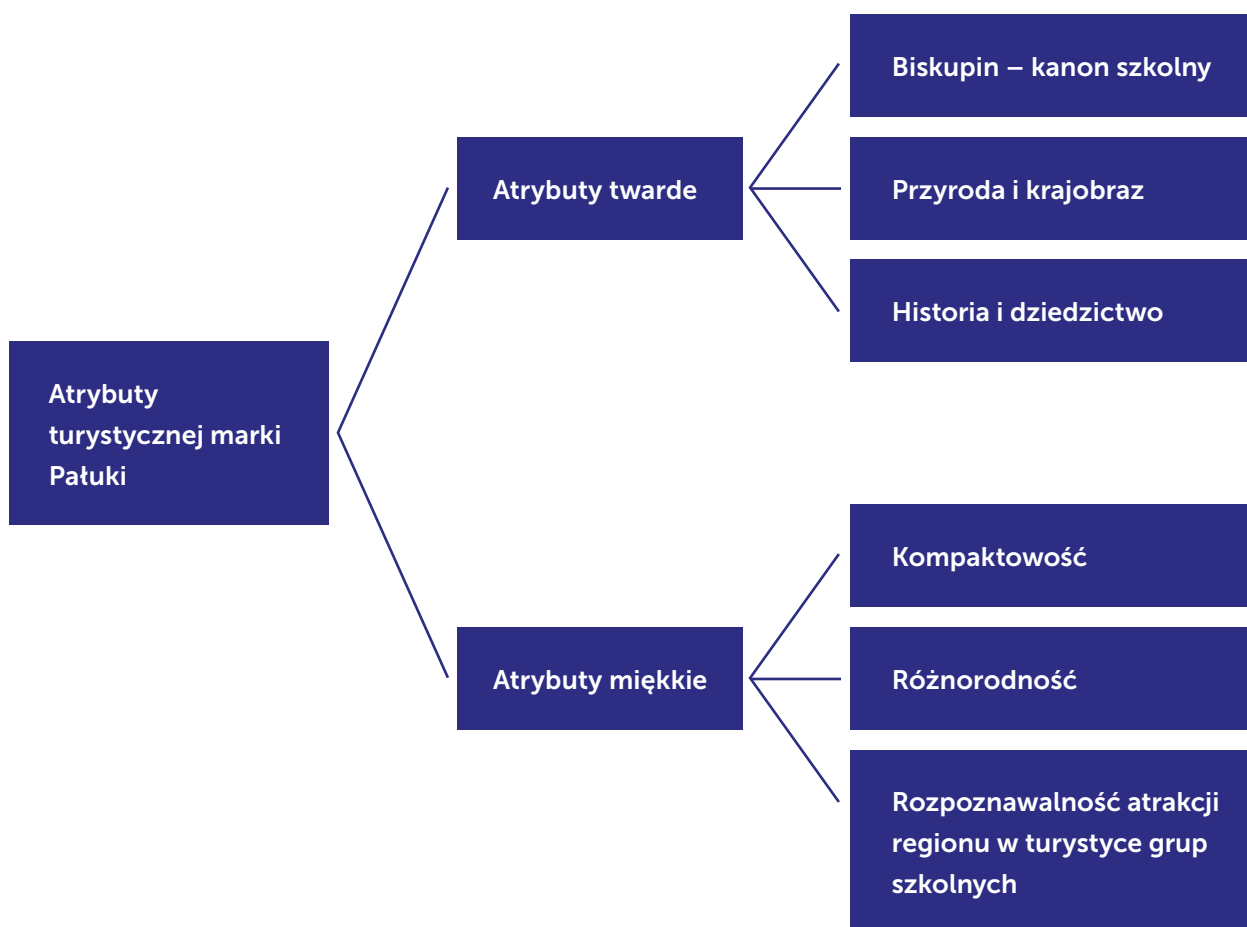 Atrybuty
turystycznej marki
Pałuki
Atrybuty twarde
Biskupin – kanon szkolny
Przyroda i krajobraz
Historia i dziedzictwo
Atrybuty miękkie
Kompaktowość
Różnorodność
Rozpoznawalność atrakcji
regionu w turystyce grup
szkolnych